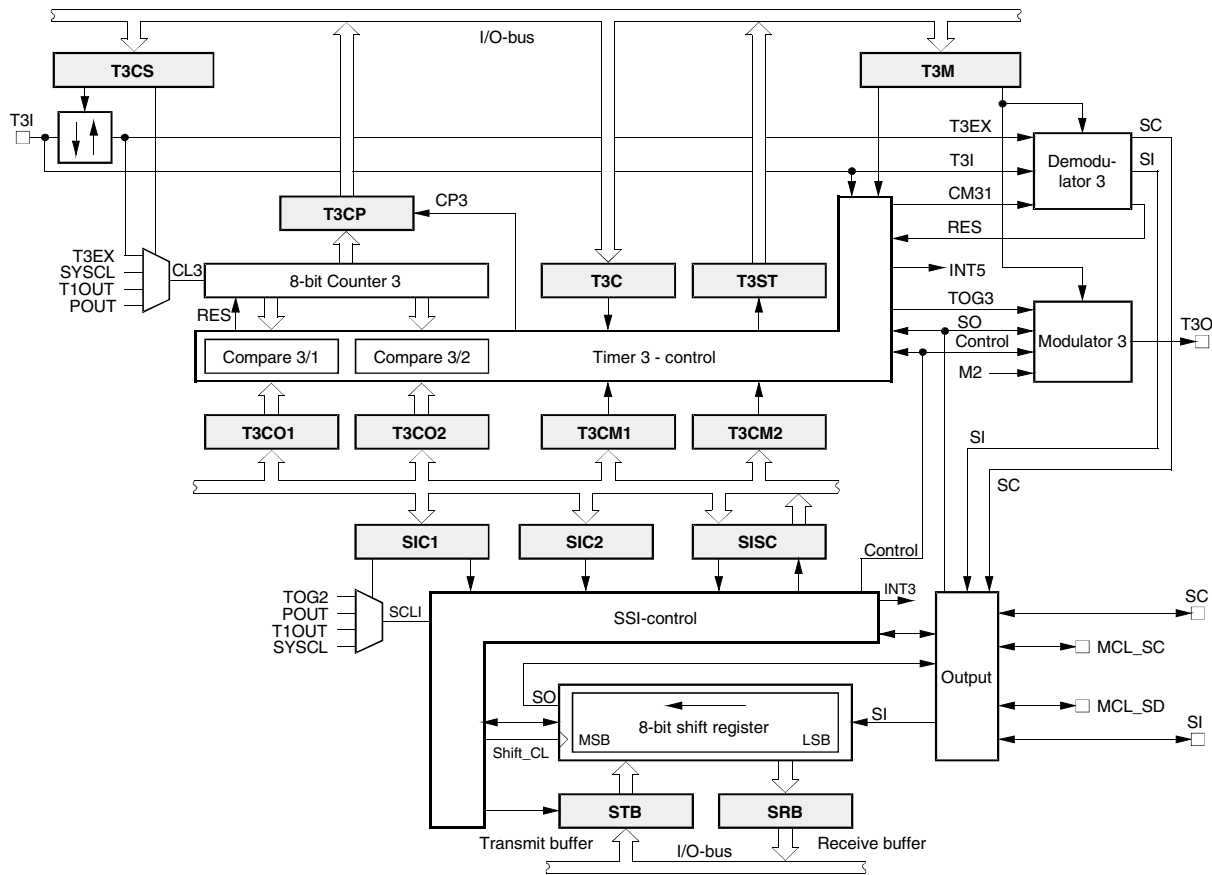 I/O-bus
T3CS
T3M
T3I
T3EX
SC
T3I
SI
Demodu-
lator 3
CM31
T3CP
CP3
RES
T3EX
SYSCL
T1OUT
POUT
CL3
8-bit Counter 3
T3C
T3ST
INT5
RES
TOG3
SO
Control
M2
Modulator 3
T3O
Compare 3/1
Compare 3/2
Timer 3 - control
T3CO1
T3CO2
T3CM1
T3CM2
SI
SC
SIC1
SIC2
SISC
Control
TOG2
POUT
T1OUT
SYSCL
SCLI
SSI-control
INT3
SC
MCL_SC
Output
MCL_SD
SI
SO
8-bit shift register
MSB
LSB
SI
Shift_CL
STB
SRB
Transmit buffer
I/O-bus
Receive buffer